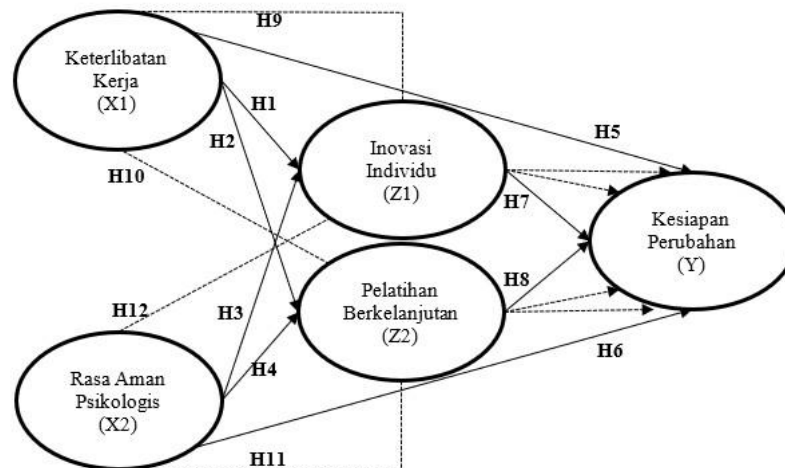 H9
Keterlibatan
Kerja
(X1)
H1
H2
H5
Inovasi
Individu
(Z1)
H10
H7
Kesiapan
Perubahan
(Y)
H8
H12
H3
Pelatihan
Berkelanjutan
(Z2)
H4
H6
Rasa Aman
Psikologis
(X2)
H11